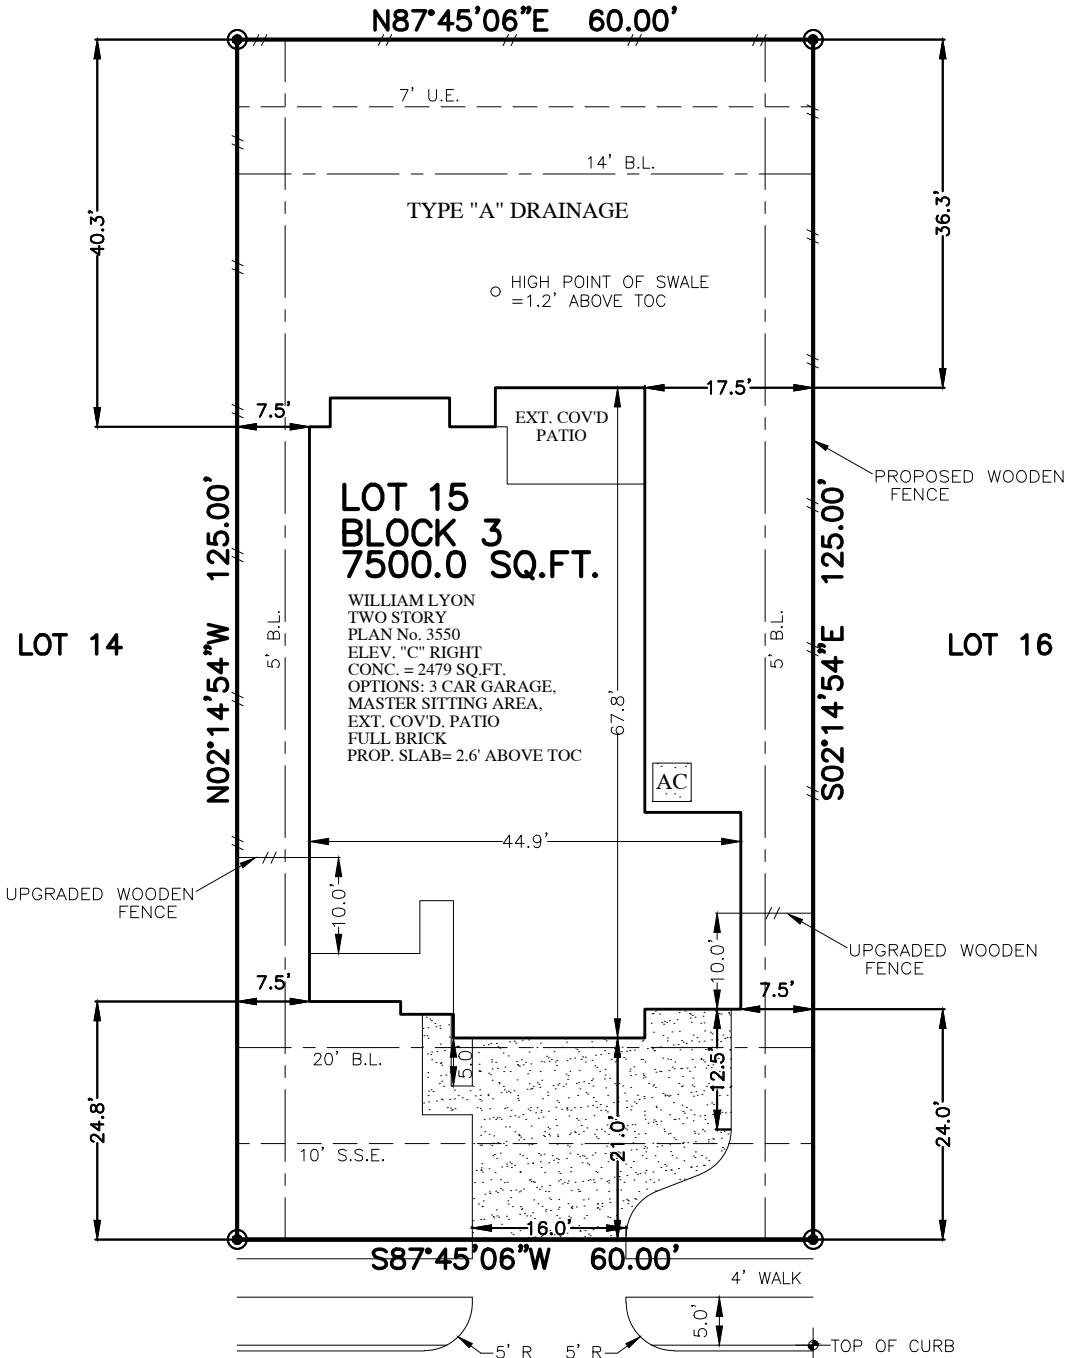 N87°45'06"E 60.00'
7' U.E.
14' B.L.
TYPE "A" DRAINAGE
40.3'
36.3'
HIGH POINT OF SWALE
=1.2' ABOVE TOC
17.5'
7.5'
EXT. COV'D
PATIO
PROPOSED WOODEN
FENCE
LOT 15
BLOCK 3
7500.0 SQ.FT.
WILLIAM LYON
TWO STORY
PLAN No. 3550
ELEV. "C" RIGHT
CONC. = 2479 SQ.FT.
OPTIONS: 3 CAR GARAGE,
MASTER SITTING AREA,
EXT. COV'D. PATIO
FULL BRICK
PROP. SLAB= 2.6' ABOVE TOC
N02°14'54"W 125.00'
S02°14'54"E 125.00'
LOT 14
5' B.L.
5' B.L.
LOT 16
67.8'
AC
44.9'
UPGRADED WOODEN
FENCE
10.0'
10.0'
UPGRADED WOODEN
FENCE
7.5'
7.5'
20' B.L.
5.0'
12.5'
24.8'
21.0'
24.0'
10' S.S.E.
16.0'
S87°45'06"W 60.00'
4' WALK
5.0'
5' R
5' R
TOP OF CURB